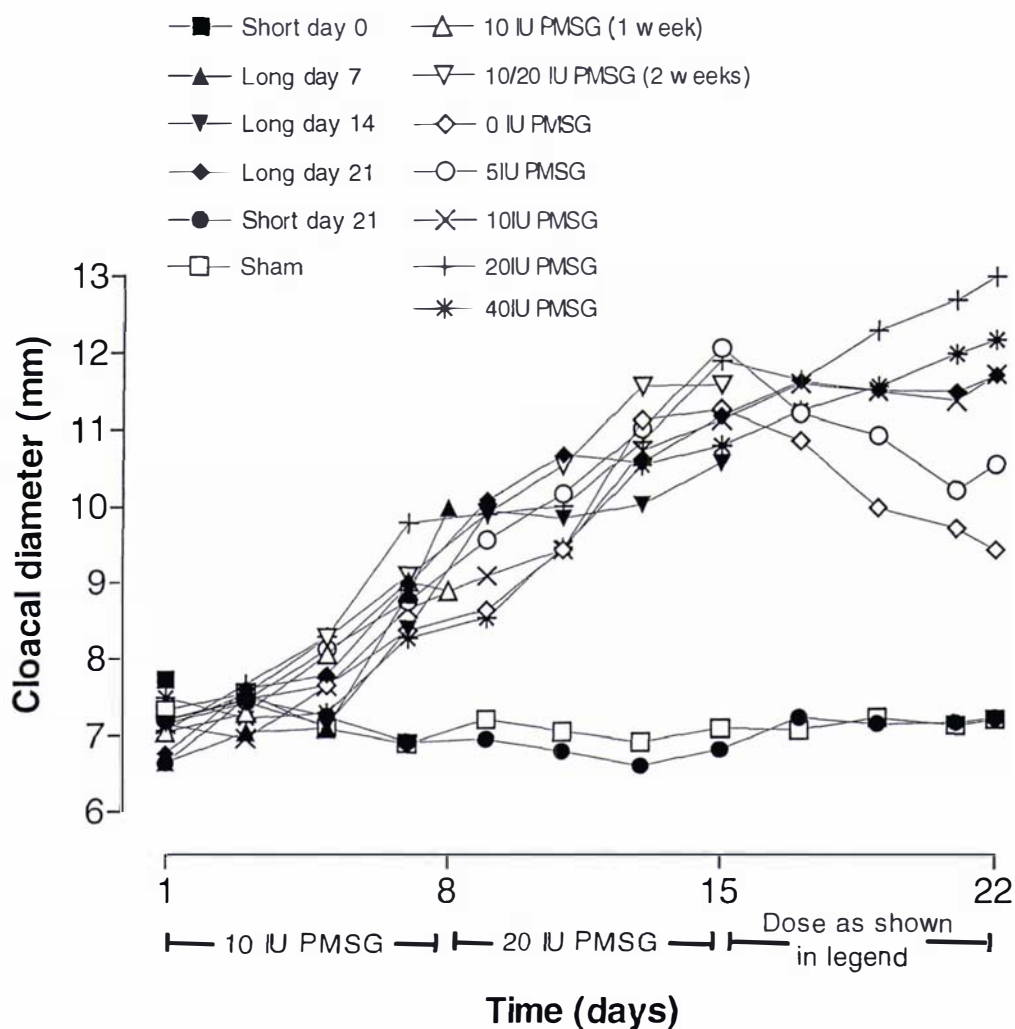 Short day 0
Long day 7
Long day 14
Long day 21
Short day 21
Sham
10 IU PMSG (1 week)
10/20 IU PMSG (2 weeks)
0 IU PMSG
5IU PMSG
10IU PMSG
20IU PMSG
40IU PMSG
Cloacal diameter (mm)
13
12
11
10
9
8
7
6
1 8 15 22
10 IU PMSG 20 IU PMSG Dose as shown
in legend
Time (days)